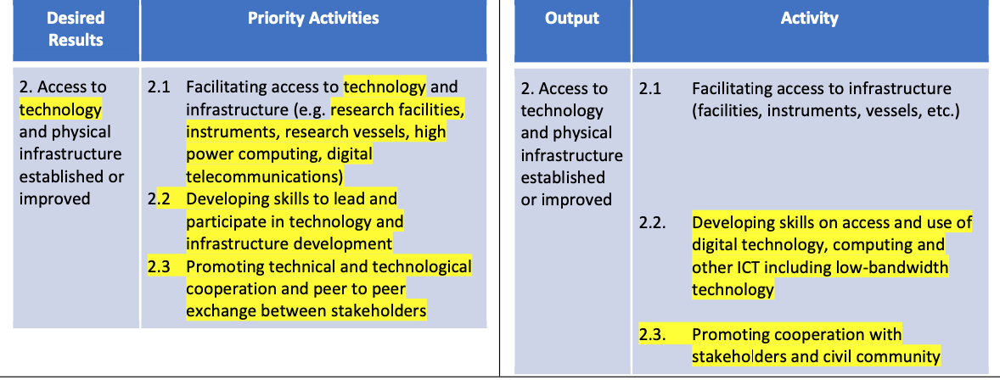 Desired
Results
Priority Activities
2. Access to
technology
and physical
infrastructure
established or
improved
2.1 Facilitating access to technology and
infrastructure (e.g. research facilities,
instruments, research vessels, high
power computing, digital
telecommunications)
2.2 Developing skills to lead and
participate in technology and
infrastructure development
2.3 Promoting technical and technological
cooperation and peer to peer
exchange between stakeholders
Output
Activity
2. Access to
technology
and physical
infrastructure
established
or improved
2.1 Facilitating access to infrastructure
(facilities, instruments, vessels, etc.)
2.2. Developing skills on access and use of
digital technology, computing and
other ICT including low-bandwidth
technology
2.3. Promoting cooperation with
stakeholders and civil community